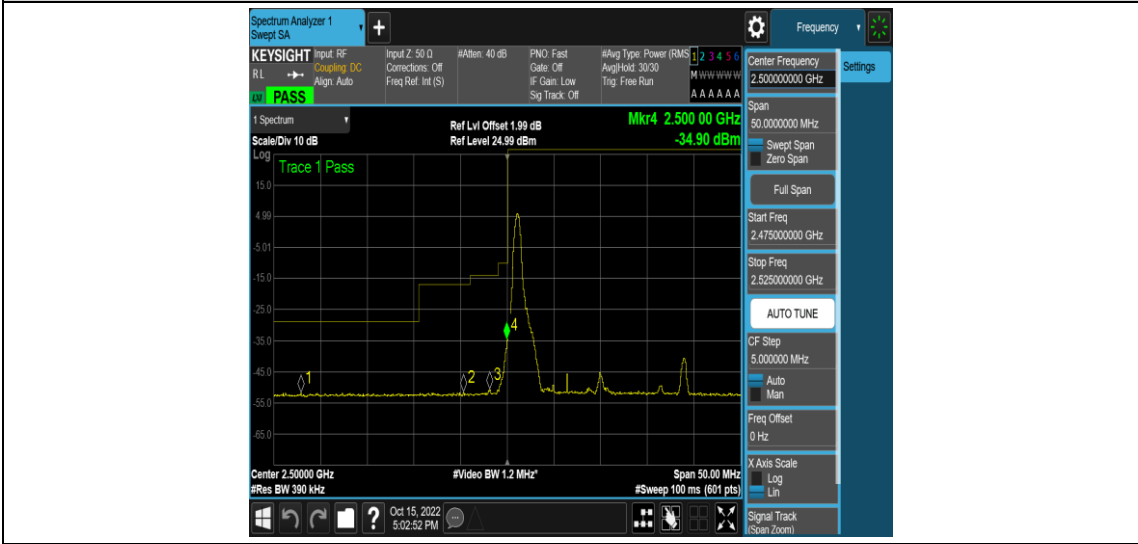 Spectrum Analyzer 1
Swept SA
+
Frequency
KEYSIGHT
RL
PASS
Input: RF
Coupling: DC
Align: Auto
Input Z: 50 Ω
Corrections: Off
Freq Ref: Int (S)
#Atten: 40 dB
PNO: Fast
Gate: Off
IF Gain: Low
Sig Track: Off
#Avg Type: Power (RMS
Avg|Hold: 30/30
Trig: Free Run
1 2 3 4 5 6
M W W W W W
A A A A A A
1 Spectrum
Scale/Div 10 dB
Ref Lvl Offset 1.99 dB
Ref Level 24.99 dBm
Mkr4 2.500 00 GHz
-34.90 dBm
Log
Trace 1 Pass
15.0
4.99
-5.01
-15.0
-25.0
-35.0
-45.0
-55.0
-65.0
1
2
3
4
Center 2.50000 GHz
#Res BW 390 kHz
#Video BW 1.2 MHz*
Span 50.00 MHz
#Sweep 100 ms (601 pts)
?
Oct 15, 2022
5:02:52 PM
Center Frequency
2.500000000 GHz
Settings
Span
50.0000000 MHz
Swept Span
Zero Span
Full Span
Start Freq
2.475000000 GHz
Stop Freq
2.525000000 GHz
AUTO TUNE
CF Step
5.000000 MHz
Auto
Man
Freq Offset
0 Hz
X Axis Scale
Log
Lin
Signal Track
(Span Zoom)